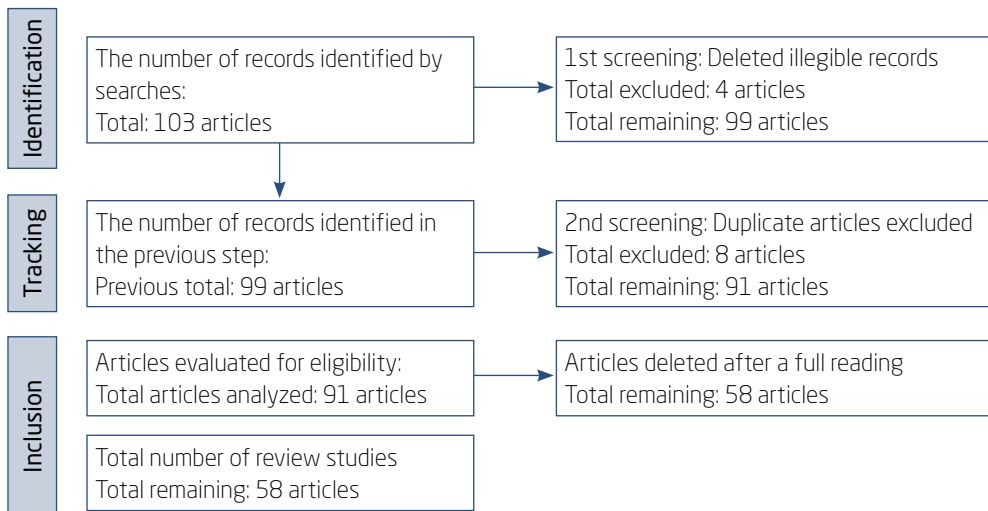 Identification
The number of records identified by
searches:
Total: 103 articles
1st screening: Deleted illegible records
Total excluded: 4 articles
Total remaining: 99 articles
Tracking
The number of records identified in
the previous step:
Previous total: 99 articles
2nd screening: Duplicate articles excluded
Total excluded: 8 articles
Total remaining: 91 articles
Inclusion
Articles evaluated for eligibility:
Total articles analyzed: 91 articles
Articles deleted after a full reading
Total remaining: 58 articles
Total number of review studies
Total remaining: 58 articles